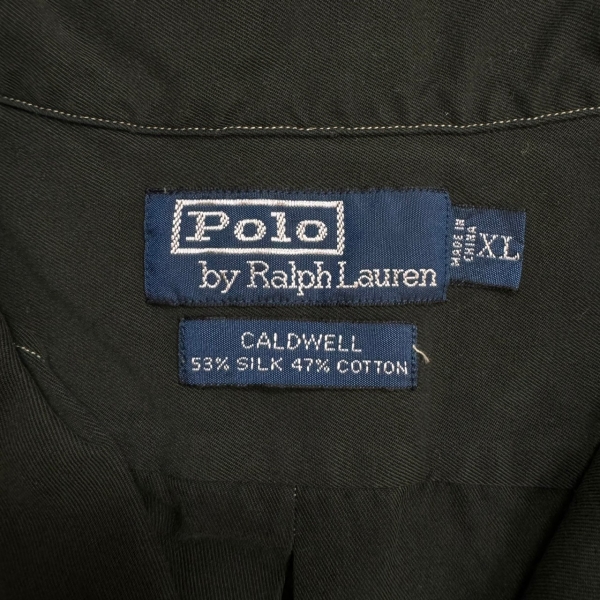 Polo
by Ralph Lauren
MADE IN
CHINA
XL
CALDWELL
53% SILK 47% COTTON